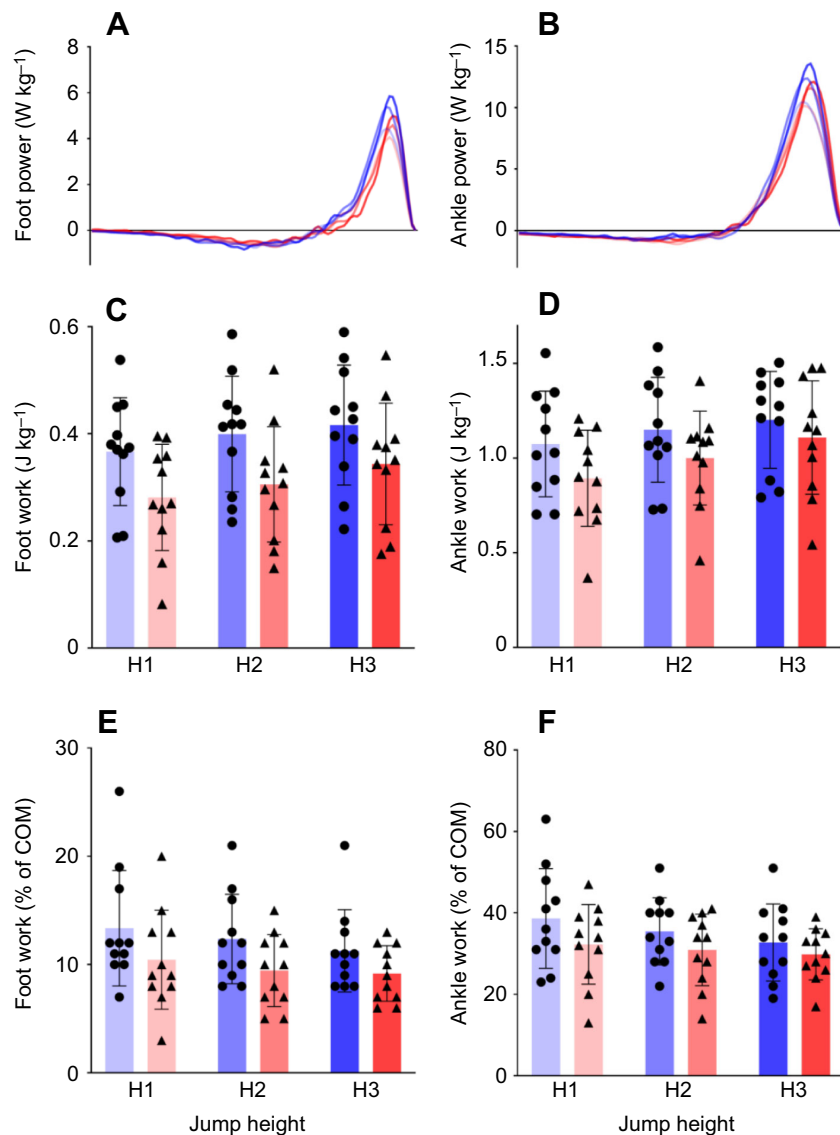 A
Foot power (W kg⁻¹)
8
6
4
2
0
B
Ankle power (W kg⁻¹)
15
10
5
0
C
Foot work (J kg⁻¹)
0.6
0.4
0.2
0
H1 H2 H3
D
Ankle work (J kg⁻¹)
1.5
1.0
0.5
0
H1 H2 H3
E
Foot work (% of COM)
30
20
10
0
H1 H2 H3
Jump height
F
Ankle work (% of COM)
80
60
40
20
0
H1 H2 H3
Jump height